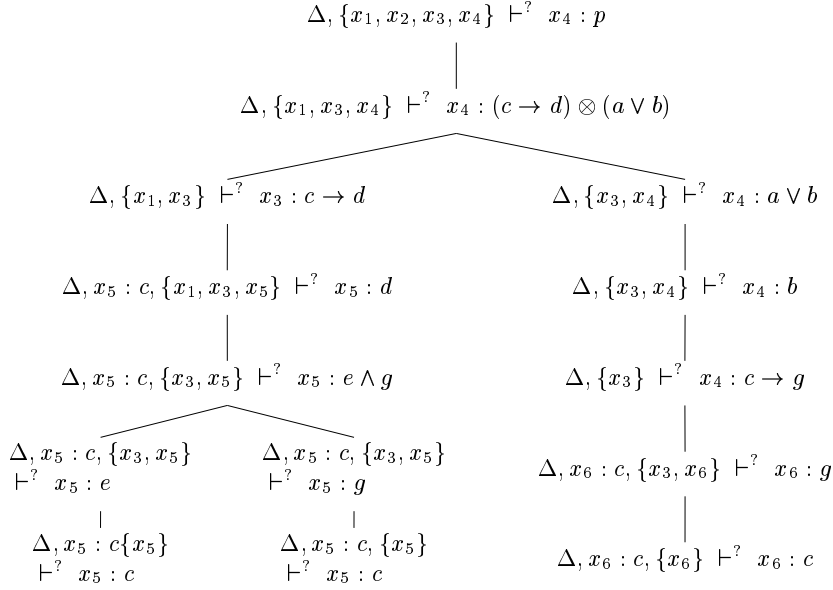 Δ, {x₁, x₂, x₃, x₄} ⊢? x₄ : p
Δ, {x₁, x₃, x₄} ⊢? x₄ : (c → d) ⊗ (a ∨ b)
Δ, {x₁, x₃} ⊢? x₃ : c → d
Δ, {x₃, x₄} ⊢? x₄ : a ∨ b
Δ, x₅ : c, {x₁, x₃, x₅} ⊢? x₅ : d
Δ, {x₃, x₄} ⊢? x₄ : b
Δ, x₅ : c, {x₃, x₅} ⊢? x₅ : e ∧ g
Δ, {x₃} ⊢? x₄ : c → g
Δ, x₅ : c, {x₃, x₅}
⊢? x₅ : e
Δ, x₅ : c, {x₃, x₅}
⊢? x₅ : g
Δ, x₆ : c, {x₃, x₆} ⊢? x₆ : g
Δ, x₅ : c{x₅}
⊢? x₅ : c
Δ, x₅ : c, {x₅}
⊢? x₅ : c
Δ, x₆ : c, {x₆} ⊢? x₆ : c